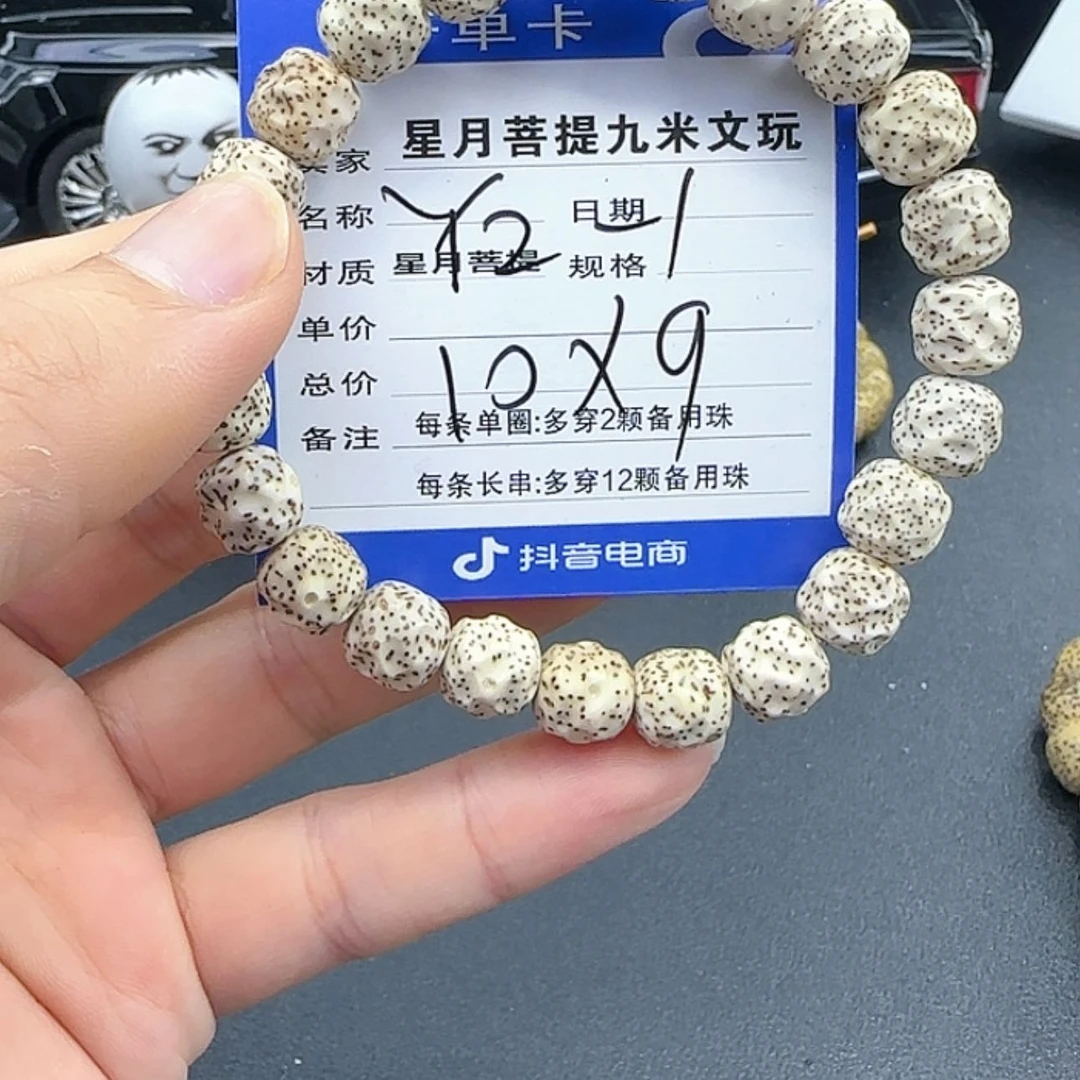 单卡
家 星月菩提九米文玩
名称 Y2-1 日期
材质 星月菩提 规格
单价
总价 10X9
备注 每条单圈:多穿2颗备用珠
每条长串:多穿12颗备用珠
抖音电商